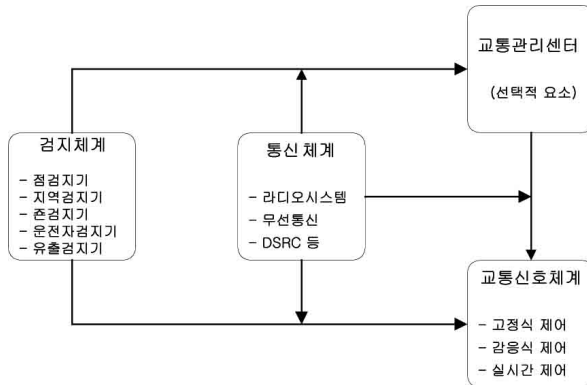 교통관리센터
(선택적 요소)
검지체계
- 점검지기
- 지역검지기
- 죤검지기
- 운전자검지기
- 유출검지기
통신 체계
- 라디오시스템
- 무선통신
- DSRC 등
교통신호체계
- 고정식 제어
- 감응식 제어
- 실시간 제어